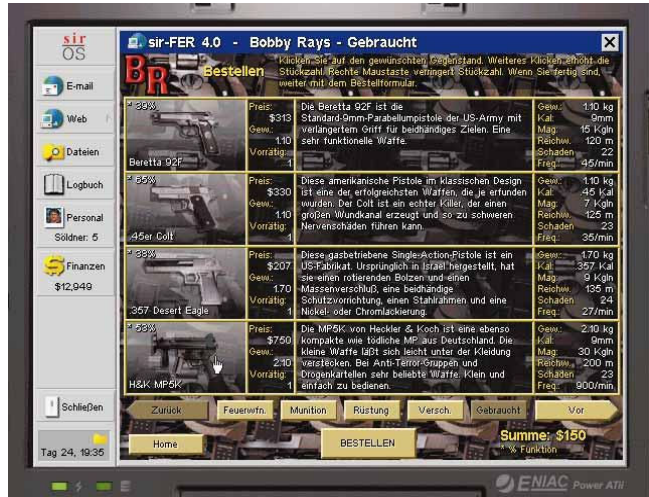 sir
OS
E-mail
Web
Dateien
Logbuch
Personal
Söldner: 5
Finanzen
$12,949
Schließen
Tag 24, 19:35
sir-FER 4.0 - Bobby Rays - Gebraucht
X
BR
Bestellen
Klicken Sie auf den gewünschten Gegenstand. Weiteres Klicken erhöht die
Stückzahl. Rechte Maustaste verringert Stückzahl. Wenn Sie fertig sind,
weiter mit dem Bestellformular.
* 39%
Beretta 92F
Preis:
$313
Gew.:
1.10
Vorrätig:
1
Die Beretta 92F ist die
Standard-9mm-Parabellumpistole der US-Army mit
verlängertem Griff für beidhändiges Zielen. Eine
sehr funktionelle Waffe.
Gew.: 1.10 kg
Kal: 9mm
Mag: 15 Kgln
Reichw.: 120 m
Schaden 22
Freq.: 45/min
* 65%
.45er Colt
Preis:
$330
Gew.:
1.10
Vorrätig:
1
Diese amerikanische Pistole im klassischen Design
ist eine der erfolgreichsten Waffen, die je erfunden
wurden. Der Colt ist ein echter Killer, der einen
großen Wundkanal erzeugt und so zu schweren
Nervenschäden führen kann.
Gew.: 1.10 kg
Kal: .45 Kal
Mag: 7 Kgln
Reichw.: 125 m
Schaden 23
Freq.: 35/min
* 33%
.357 Desert Eagle
Preis:
$207
Gew.:
1.70
Vorrätig:
1
Diese gasbetriebene Single-Action-Pistole ist ein
US-Fabrikat. Ursprünglich in Israel hergestellt, hat
sie einen rotierenden Bolzen und einen
Massenverschluß, eine beidhändige
Schutzvorrichtung, einen Stahlrahmen und eine
Nickel- oder Chromlackierung.
Gew.: 1.70 kg
Kal: .357 Kal
Mag: 9 Kgln
Reichw.: 135 m
Schaden 24
Freq.: 27/min
* 53%
H&K MP5K
Preis:
$750
Gew.:
2.10
Vorrätig:
1
Die MP5K von Heckler & Koch ist eine ebenso
kompakte wie tödliche MP aus Deutschland. Die
kleine Waffe läßt sich leicht unter der Kleidung
verstecken. Bei Anti-Terror-Gruppen und
Drogenkartellen sehr beliebte Waffe. Klein und
einfach zu bedienen.
Gew.: 2.10 kg
Kal: 9mm
Mag: 30 Kgln
Reichw.: 200 m
Schaden 23
Freq.: 900/min
Zurück
Feuerwfn.
Munition
Rüstung
Versch.
Gebraucht
Vor
Home
BESTELLEN
Summe: $150
* % Funktion
ENIAC Power ATII